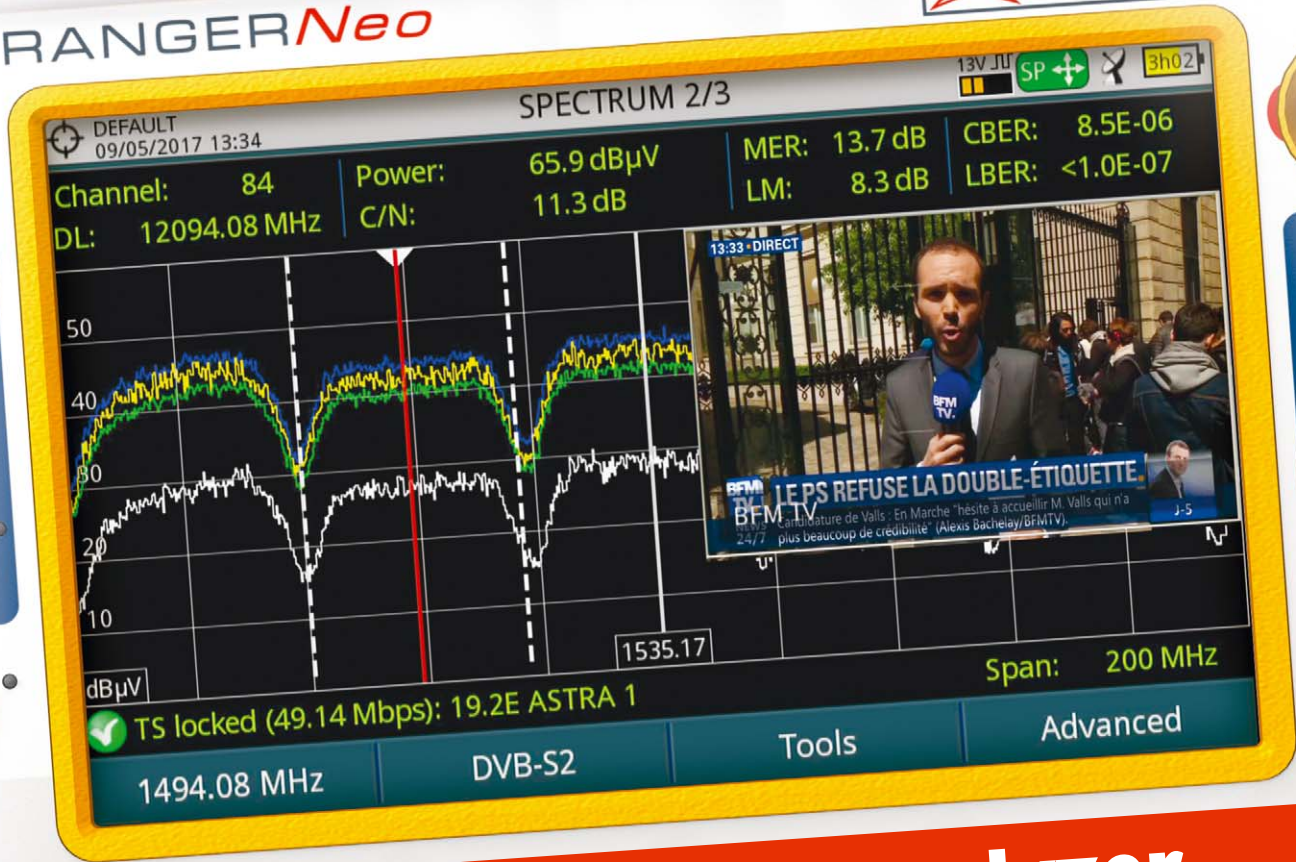 RANGERNeo
DEFAULT
09/05/2017 13:34
SPECTRUM 2/3
13V
SP
3h02
Channel: 84
DL: 12094.08 MHz
Power: 65.9 dBµV
C/N: 11.3 dB
MER: 13.7 dB
LM: 8.3 dB
CBER: 8.5E-06
LBER: <1.0E-07
50
40
30
20
10
dBµV
1535.17
13:33 DIRECT
BFM
TV.
BFM
TV
LE PS REFUSE LA DOUBLE-ÉTIQUETTE.
BFM TV
NEWS
24/7
Candidature de Valls : En Marche "hésite à accueillir M. Valls qui n'a
plus beaucoup de crédibilité" (Alexis Bachelay/BFMTV).
J-5
Span: 200 MHz
TS locked (49.14 Mbps): 19.2E ASTRA 1
1494.08 MHz
DVB-S2
Tools
Advanced